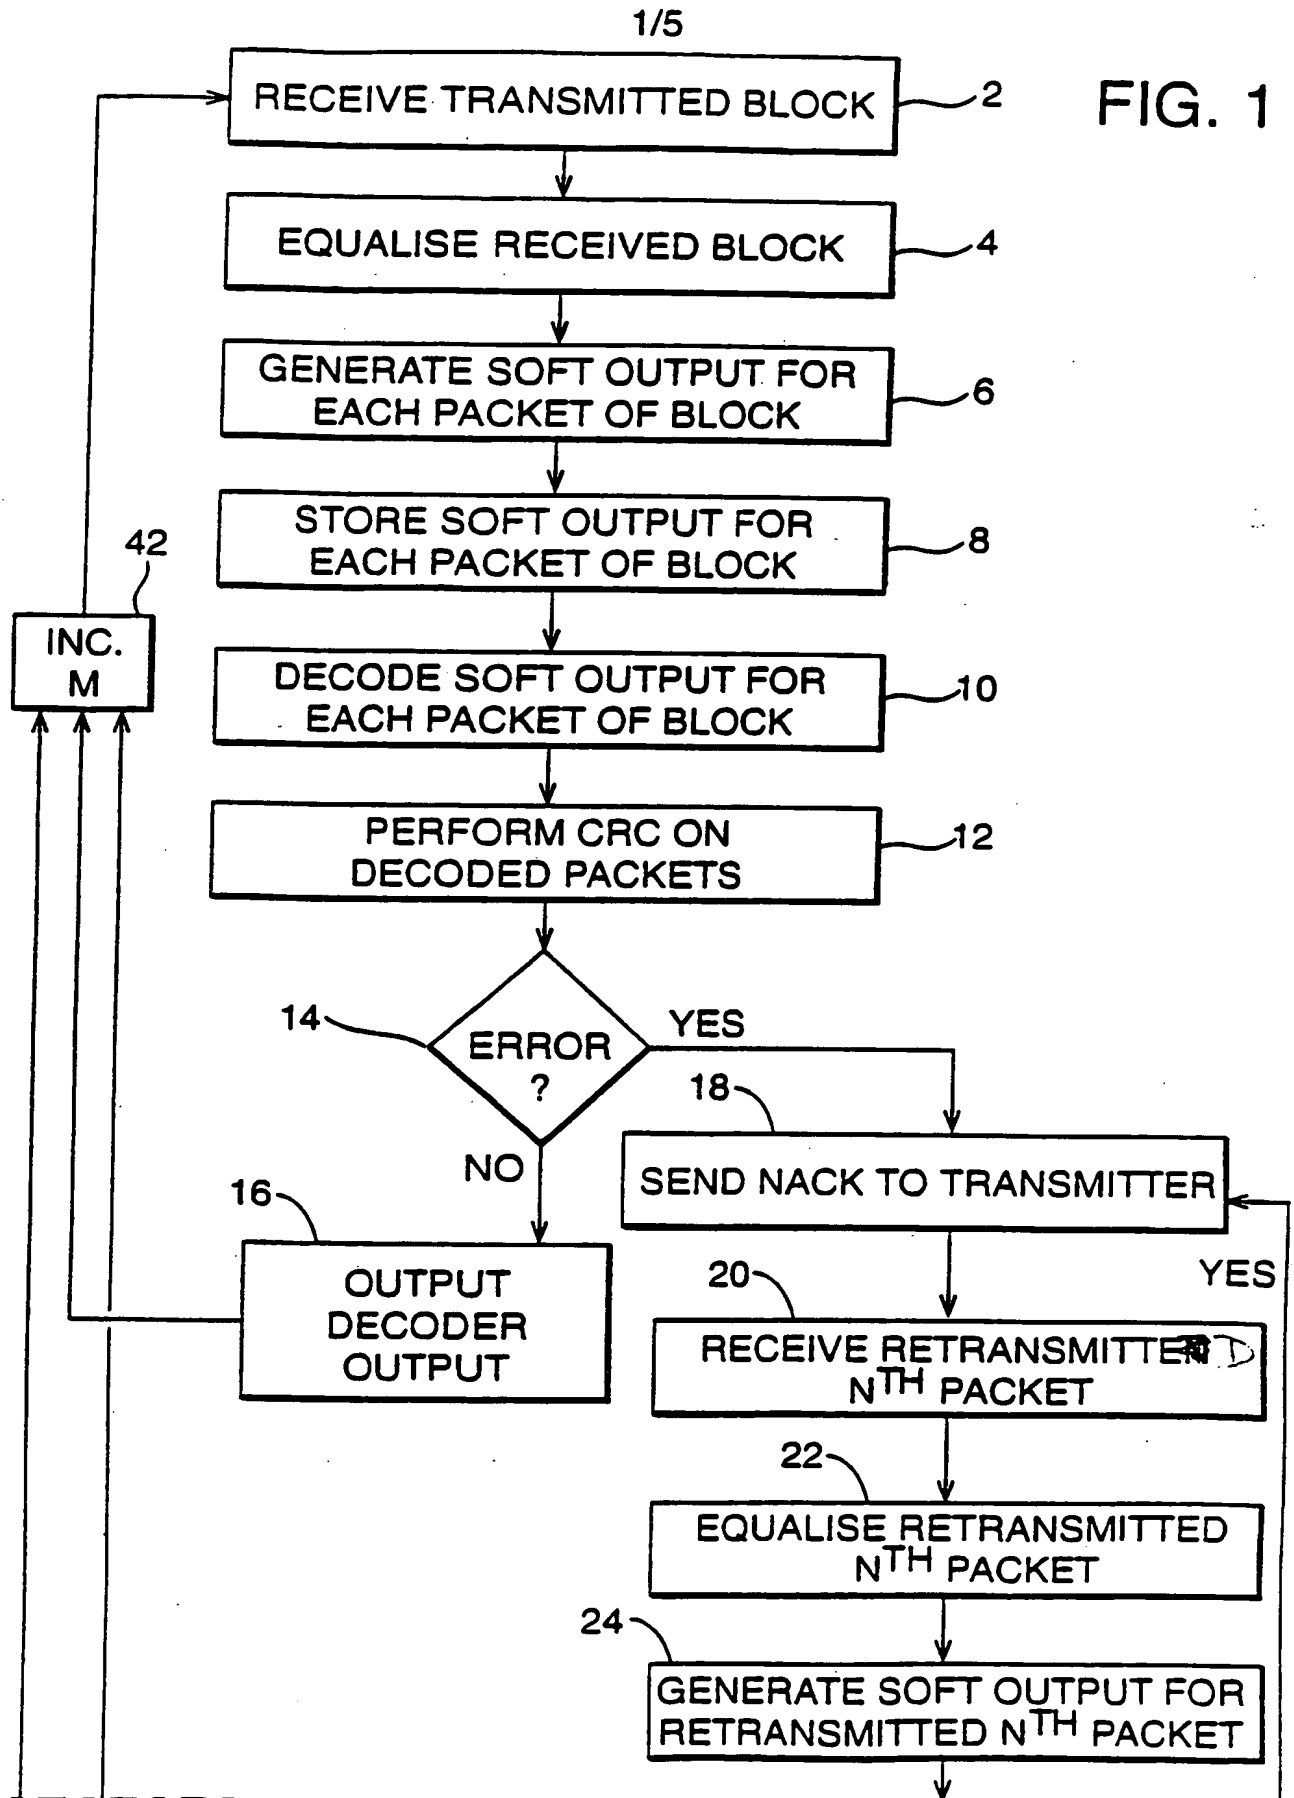 1/5
FIG. 1
RECEIVE TRANSMITTED BLOCK
2
EQUALISE RECEIVED BLOCK
4
GENERATE SOFT OUTPUT FOR
EACH PACKET OF BLOCK
6
STORE SOFT OUTPUT FOR
EACH PACKET OF BLOCK
8
42
INC.
M
DECODE SOFT OUTPUT FOR
EACH PACKET OF BLOCK
10
PERFORM CRC ON
DECODED PACKETS
12
14
ERROR
?
YES
NO
16
OUTPUT
DECODER
OUTPUT
18
SEND NACK TO TRANSMITTER
YES
20
RECEIVE RETRANSMITTED
NTH PACKET
22
EQUALISE RETRANSMITTED
NTH PACKET
24
GENERATE SOFT OUTPUT FOR
RETRANSMITTED NTH PACKET